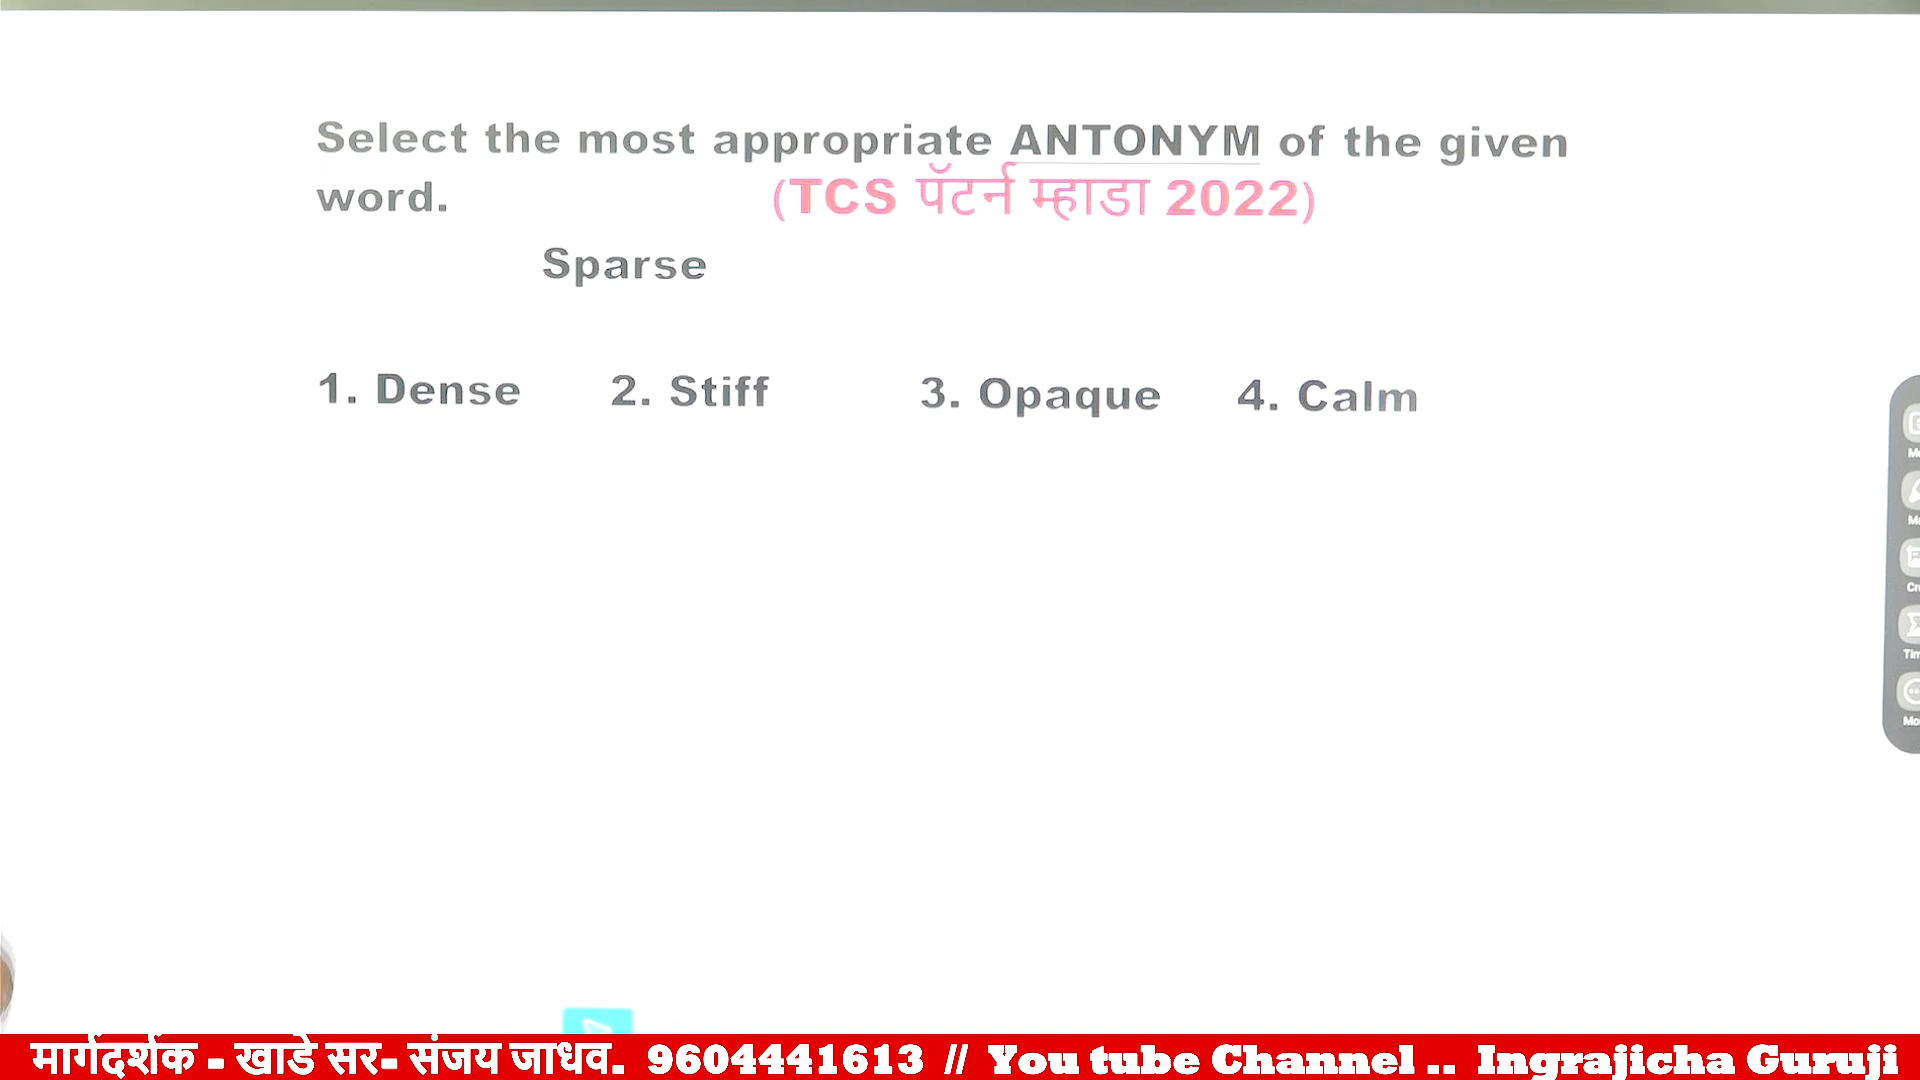 Select the most appropriate ANTONYM of the given
word. (TCS पॅटर्न म्हाडा 2022)
Sparse
1. Dense 2. Stiff 3. Opaque 4. Calm
मार्गदर्शक - खाडे सर- संजय जाधव. 9604441613 // You tube Channel .. Ingrajicha Guruji